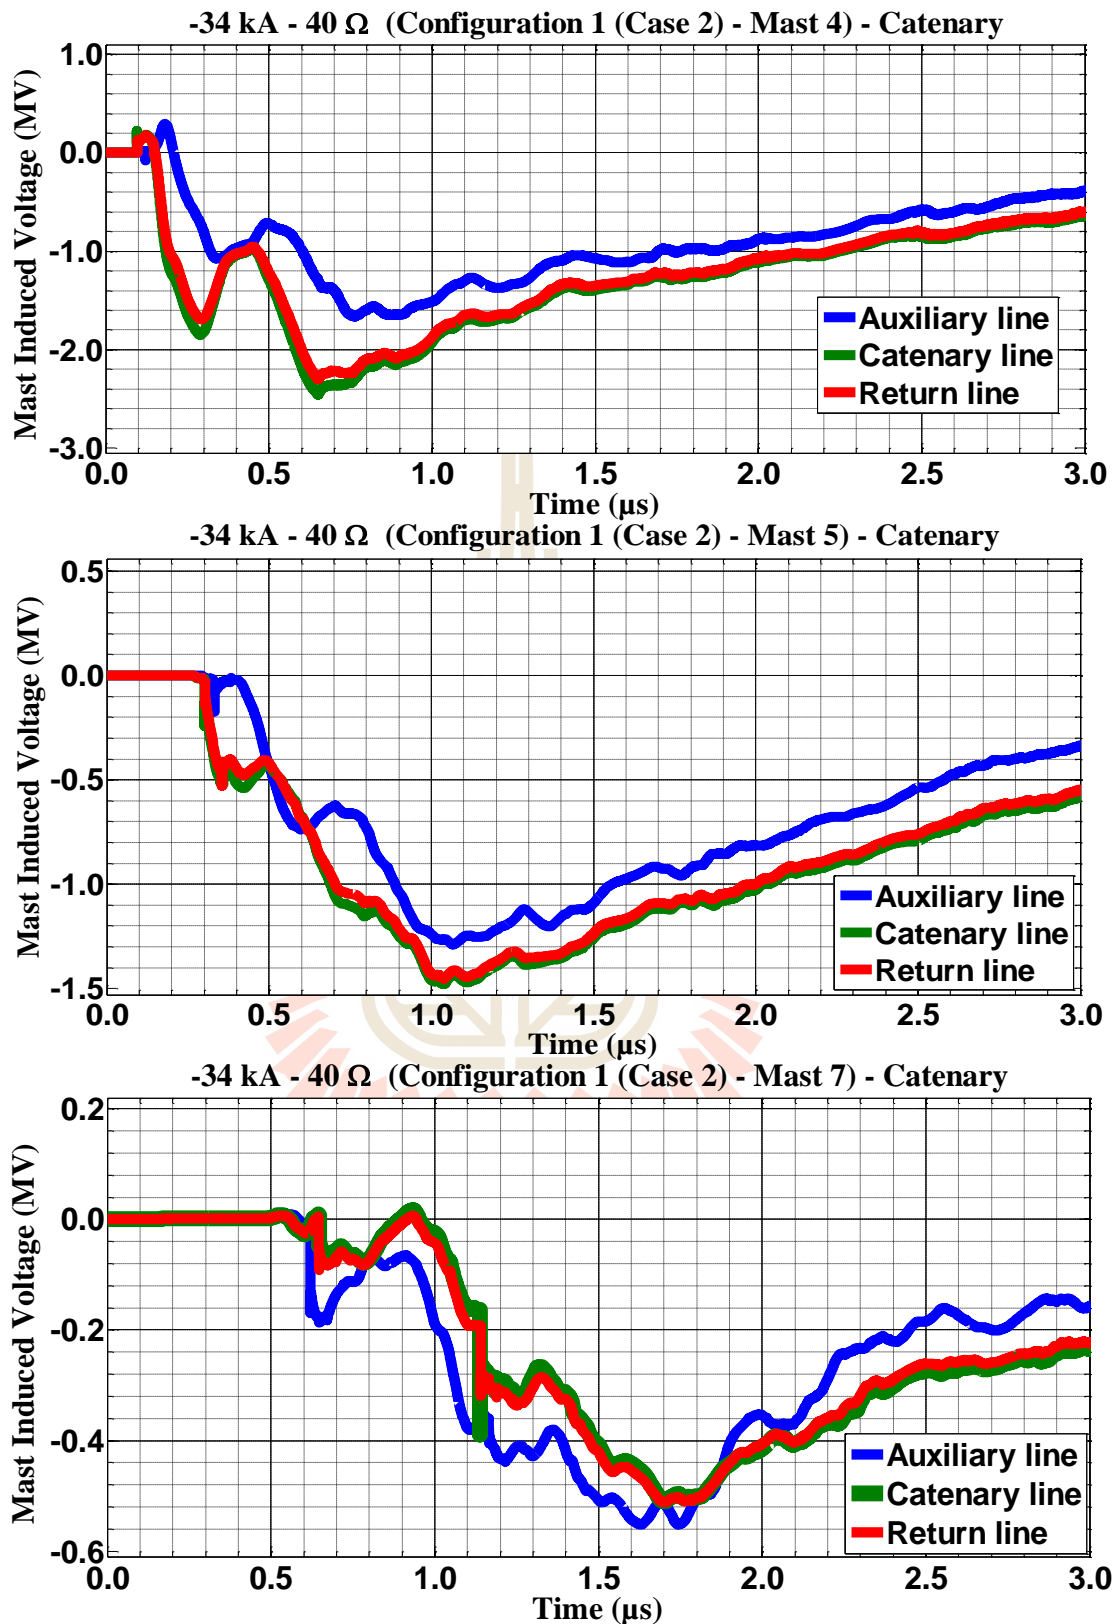 -34 kA - 40 Ω (Configuration 1 (Case 2) - Mast 4) - Catenary
Mast Induced Voltage (MV)
1.0
0.0
-1.0
-2.0
-3.0
Auxiliary line
Catenary line
Return line
0.0 0.5 1.0 1.5 2.0 2.5 3.0
Time (µs)
-34 kA - 40 Ω (Configuration 1 (Case 2) - Mast 5) - Catenary
Mast Induced Voltage (MV)
0.5
0.0
-0.5
-1.0
-1.5
Auxiliary line
Catenary line
Return line
0.0 0.5 1.0 1.5 2.0 2.5 3.0
Time (µs)
-34 kA - 40 Ω (Configuration 1 (Case 2) - Mast 7) - Catenary
Mast Induced Voltage (MV)
0.2
0.0
-0.2
-0.4
-0.6
Auxiliary line
Catenary line
Return line
0.0 0.5 1.0 1.5 2.0 2.5 3.0
Time (µs)